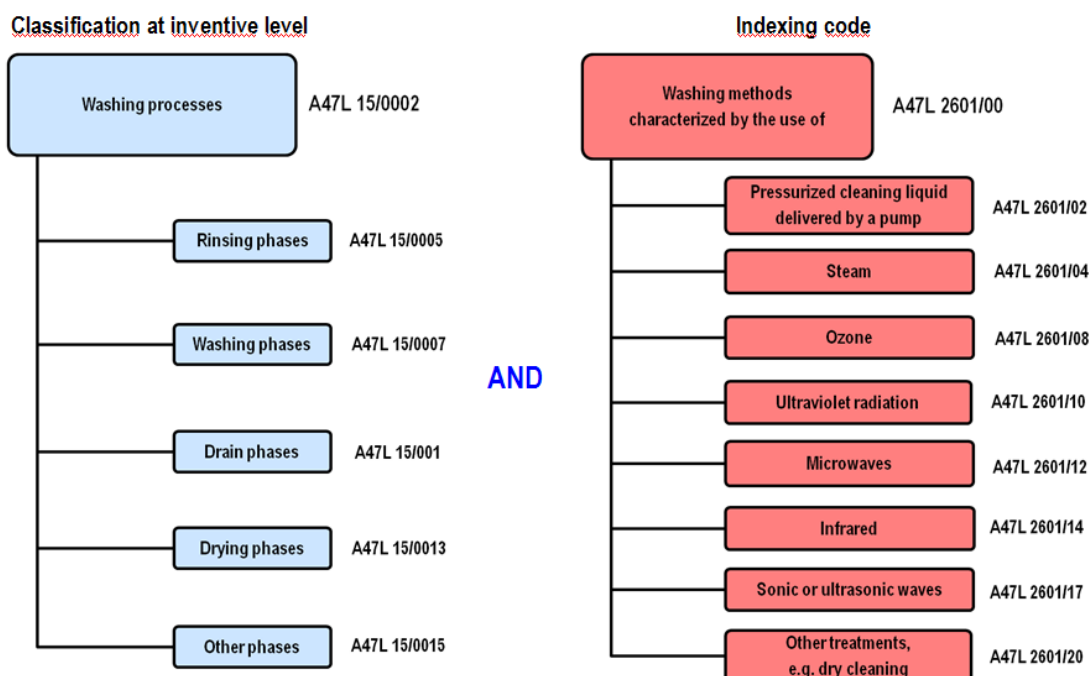 Classification at inventive level
Washing processes
A47L 15/0002
Rinsing phases
A47L 15/0005
Washing phases
A47L 15/0007
Drain phases
A47L 15/001
Drying phases
A47L 15/0013
Other phases
A47L 15/0015
AND
Indexing code
Washing methods
characterized by the use of
A47L 2601/00
Pressurized cleaning liquid
delivered by a pump
A47L 2601/02
Steam
A47L 2601/04
Ozone
A47L 2601/08
Ultraviolet radiation
A47L 2601/10
Microwaves
A47L 2601/12
Infrared
A47L 2601/14
Sonic or ultrasonic waves
A47L 2601/17
Other treatments,
e.g. dry cleaning
A47L 2601/20